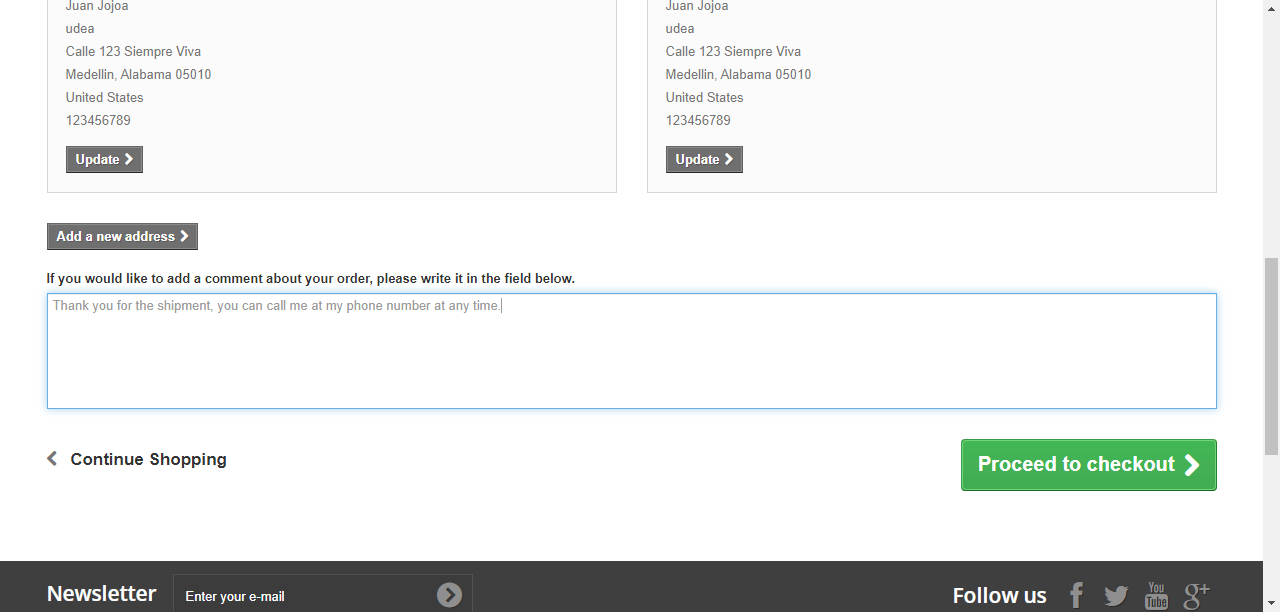 Juan Jojoa
udea
Calle 123 Siempre Viva
Medellin, Alabama 05010
United States
123456789
Update
Juan Jojoa
udea
Calle 123 Siempre Viva
Medellin, Alabama 05010
United States
123456789
Update
Add a new address
If you would like to add a comment about your order, please write it in the field below.
Thank you for the shipment, you can call me at my phone number at any time.
Continue Shopping
Proceed to checkout
Newsletter
Enter your e-mail
Follow us
You
Tube
g+